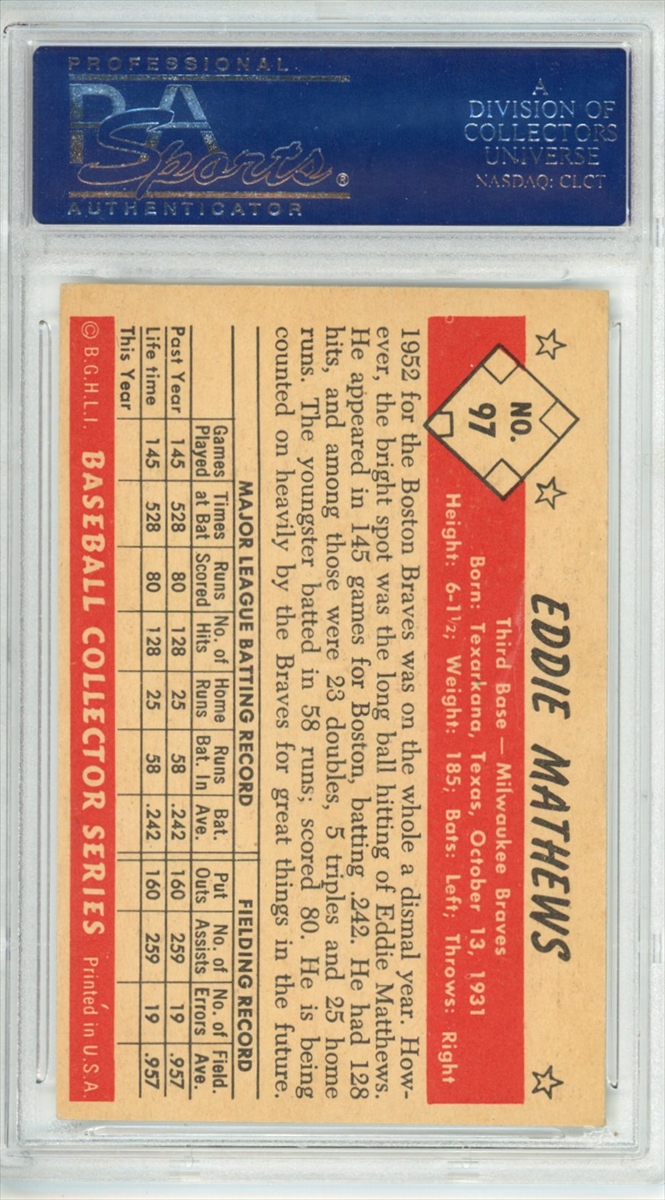 PROFESSIONAL
PSA
Sports®
AUTHENTICATOR
A
DIVISION OF
COLLECTORS
UNIVERSE
NASDAQ: CLCT
NO.
97
EDDIE MATHEWS
Third Base — Milwaukee Braves
Born: Texarkana, Texas, October 13, 1931
Height: 6-1½; Weight: 185; Bats: Left; Throws: Right
1952 for the Boston Braves was on the whole a dismal year. How-
ever, the bright spot was the long ball hitting of Eddie Matthews.
He appeared in 145 games for Boston, batting .242. He had 128
hits, and among those were 23 doubles, 5 triples and 25 home
runs. The youngster batted in 58 runs; scored 80. He is being
counted on heavily by the Braves for great things in the future.
MAJOR LEAGUE BATTING RECORD FIELDING RECORD
Games Times Runs No. of Home Runs Bat. Put No. of No. of Field.
Played at Bat Scored Hits Runs Bat. In Ave. Outs Assists Errors Ave.
Past Year 145 528 80 128 25 58 .242 160 259 19 .957
Life time 145 528 80 128 25 58 .242 160 259 19 .957
This Year
© B.G.H.L.I. BASEBALL COLLECTOR SERIES Printed in U.S.A.